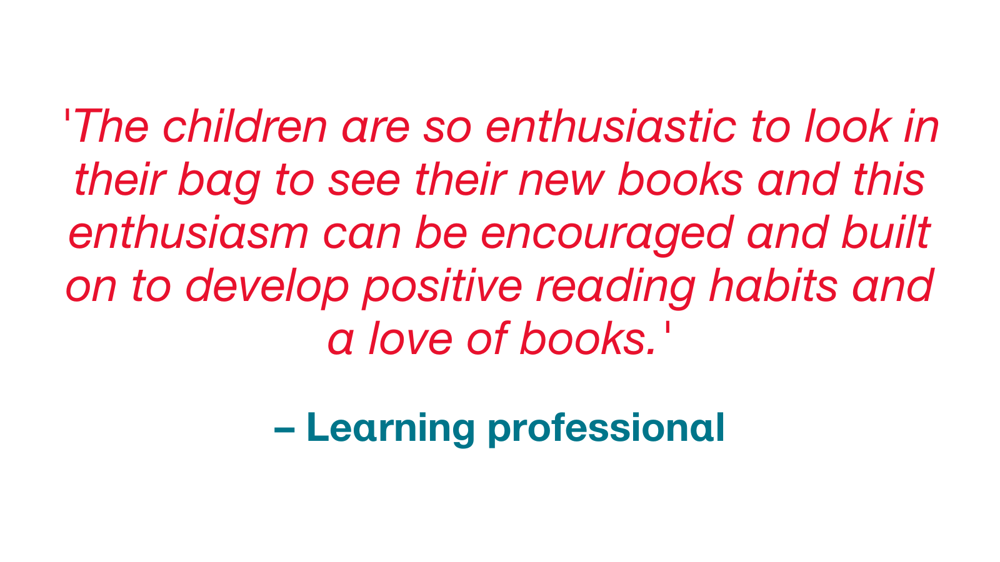 'The children are so enthusiastic to look in
their bag to see their new books and this
enthusiasm can be encouraged and built
on to develop positive reading habits and
a love of books.'
– Learning professional